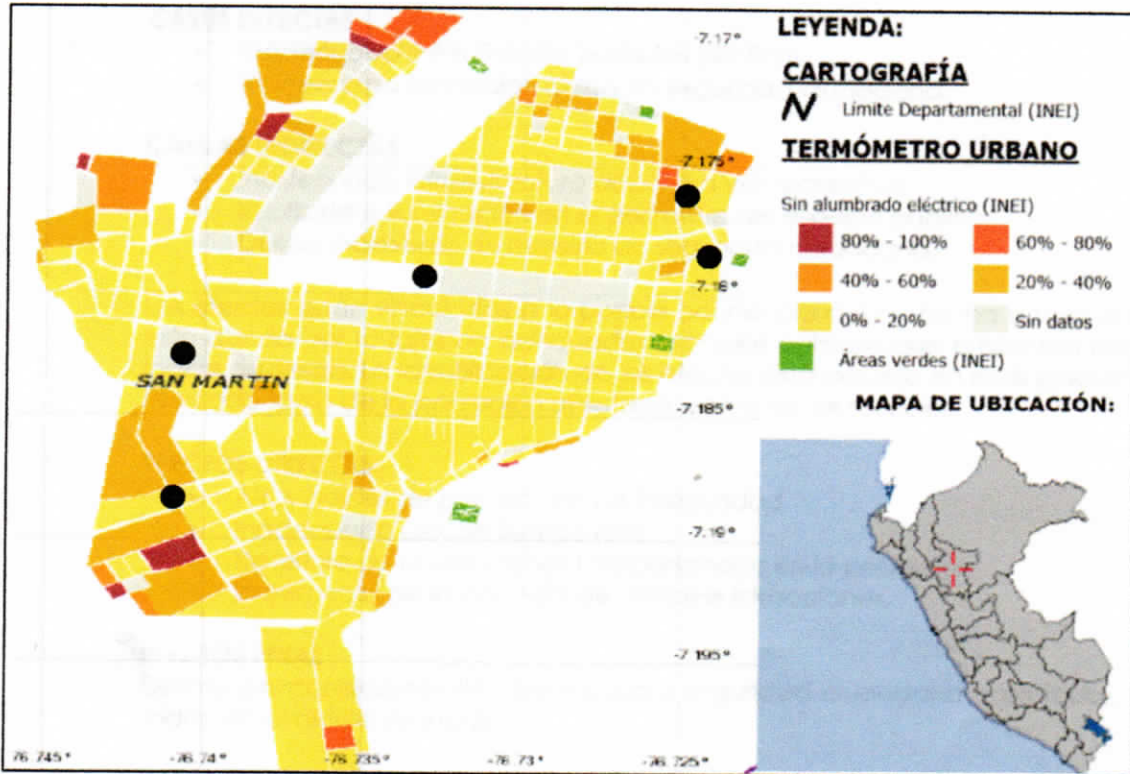 LEYENDA:
CARTOGRAFÍA
Límite Departamental (INEI)
TERMÓMETRO URBANO
Sin alumbrado eléctrico (INEI)
80% - 100%
60% - 80%
40% - 60%
20% - 40%
0% - 20%
Sin datos
Áreas verdes (INEI)
MAPA DE UBICACIÓN:
SAN MARTIN
-7.17°
-7.175°
-7.18°
-7.185°
-7.19°
-7.195°
-76.745°
-76.74°
-76.735°
-76.73°
-76.725°